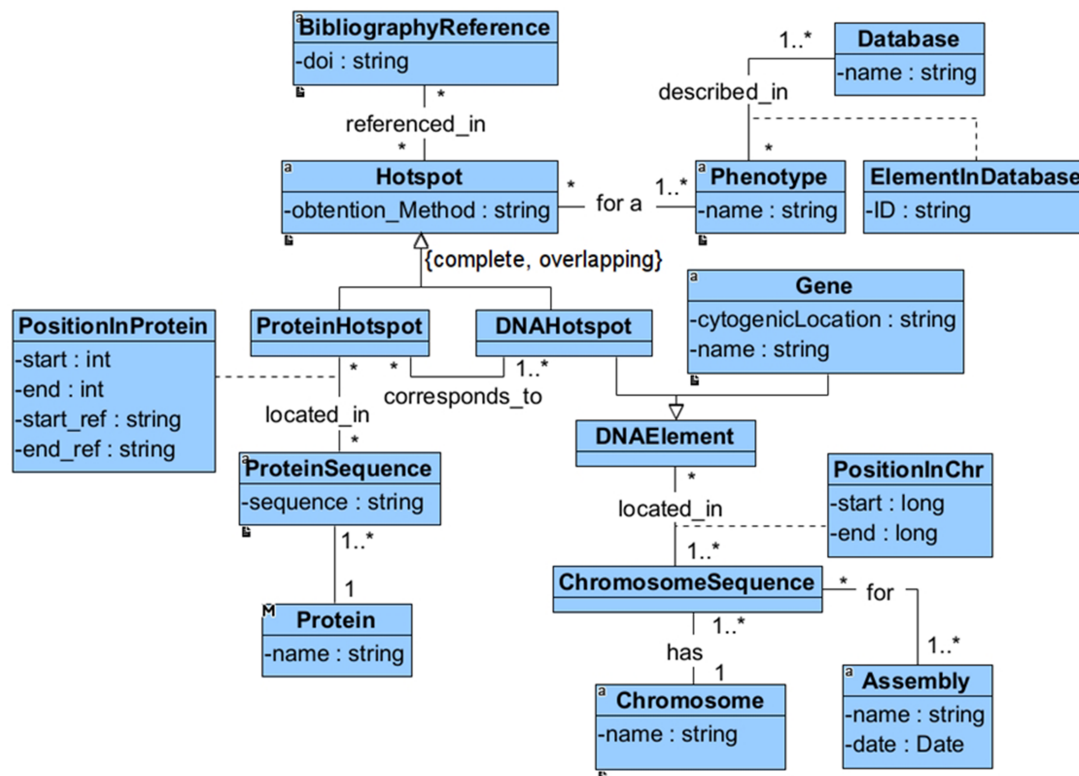 a
BibliographyReference
-doi : string
*
referenced_in
*
1..*
Database
-name : string
described_in
*
a
Hotspot
-obtention_Method : string
*
for a
1..*
a
Phenotype
-name : string
ElementInDatabase
-ID : string
{complete, overlapping}
a
Gene
-cytogenicLocation : string
-name : string
PositionInProtein
-start : int
-end : int
-start_ref : string
-end_ref : string
ProteinHotspot
DNAHotspot
*
*
1..*
corresponds_to
located_in
*
DNAElement
a
ProteinSequence
-sequence : string
*
located_in
1..*
PositionInChr
-start : long
-end : long
1..*
1
M
Protein
-name : string
ChromosomeSequence
*
for
1..*
1..*
has
1
a
Chromosome
-name : string
a
Assembly
-name : string
-date : Date